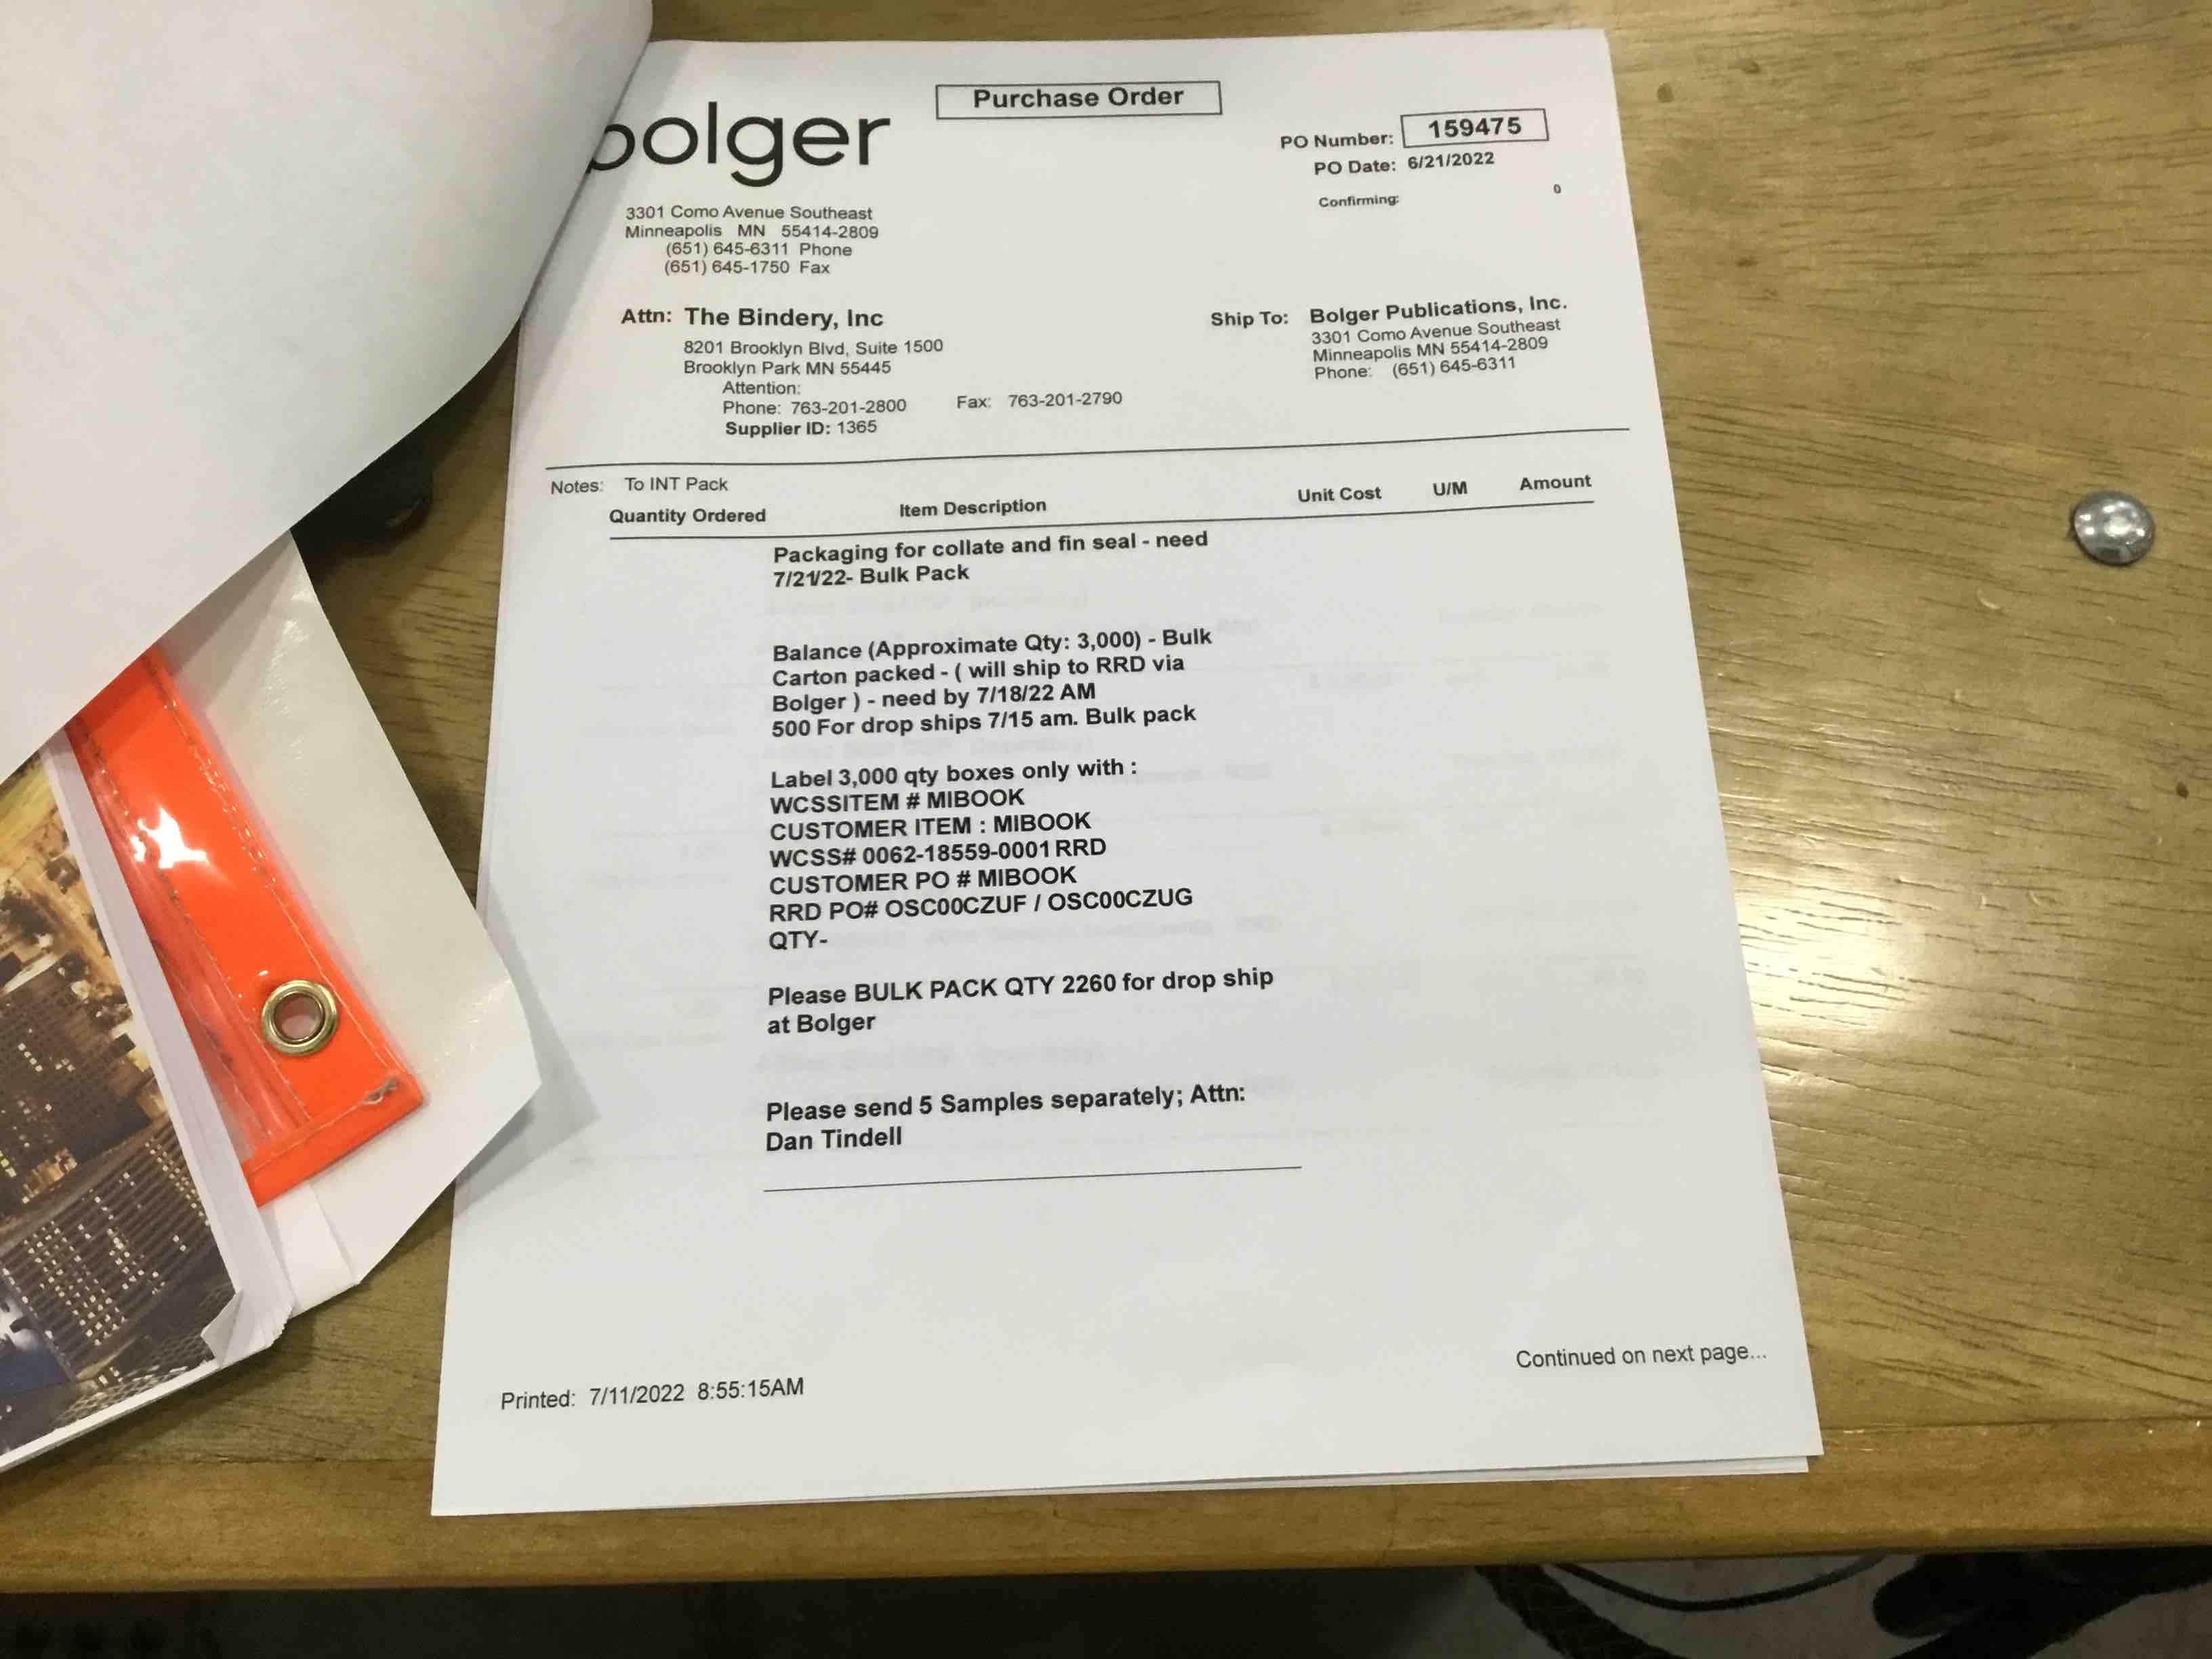 Purchase Order
bolger
PO Number: 159475
PO Date: 6/21/2022
Confirming: 0
3301 Como Avenue Southeast
Minneapolis MN 55414-2809
(651) 645-6311 Phone
(651) 645-1750 Fax
Attn: The Bindery, Inc
8201 Brooklyn Blvd, Suite 1500
Brooklyn Park MN 55445
Attention:
Phone: 763-201-2800 Fax: 763-201-2790
Supplier ID: 1365
Ship To: Bolger Publications, Inc.
3301 Como Avenue Southeast
Minneapolis MN 55414-2809
Phone: (651) 645-6311
Notes: To INT Pack
Quantity Ordered Item Description Unit Cost U/M Amount
Packaging for collate and fin seal - need
7/21/22- Bulk Pack
Balance (Approximate Qty: 3,000) - Bulk
Carton packed - ( will ship to RRD via
Bolger ) - need by 7/18/22 AM
500 For drop ships 7/15 am. Bulk pack
Label 3,000 qty boxes only with :
WCSSITEM # MIBOOK
CUSTOMER ITEM : MIBOOK
WCSS# 0062-18559-0001 RRD
CUSTOMER PO # MIBOOK
RRD PO# OSC00CZUF / OSC00CZUG
QTY-
Please BULK PACK QTY 2260 for drop ship
at Bolger
Please send 5 Samples separately; Attn:
Dan Tindell
Continued on next page...
Printed: 7/11/2022 8:55:15AM